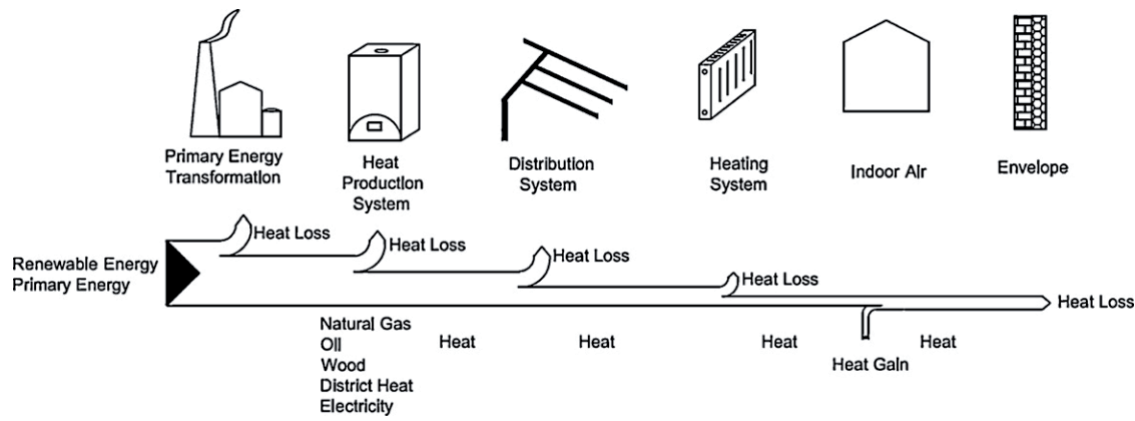 Primary Energy
Transformation
Heat
Production
System
Distribution
System
Heating
System
Indoor Air
Envelope
Heat Loss
Heat Loss
Heat Loss
Heat Loss
Renewable Energy
Primary Energy
Heat Loss
Natural Gas
Oil
Wood
District Heat
Electricity
Heat
Heat
Heat
Heat Gain
Heat